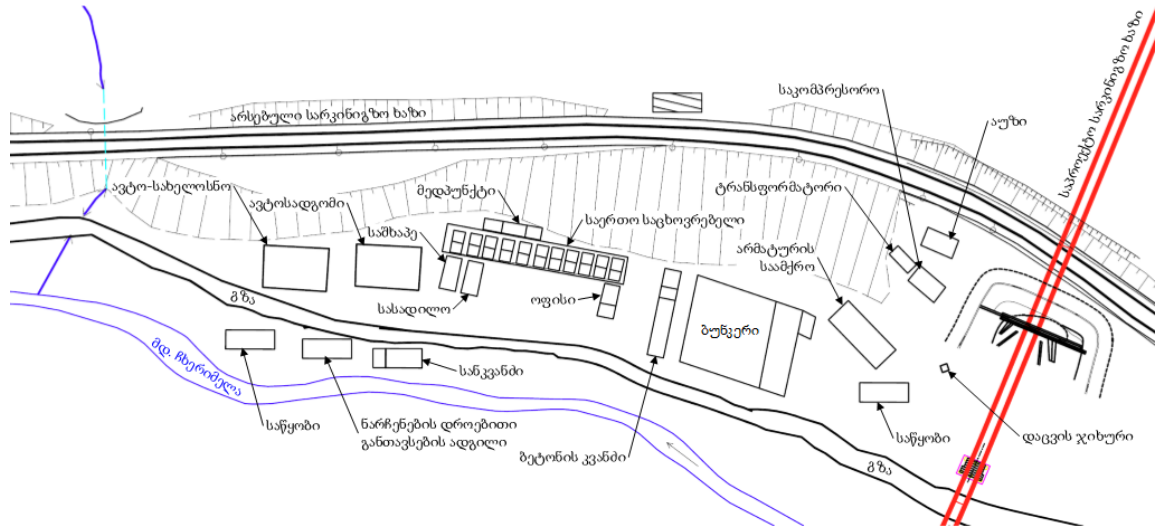 საპროექტო სარკინიგზო ხაზი
საკომპრესორო
არსებული სარკინიგზო ხაზი
აუზი
ავტო-სახელოსნო
მედპუნქტი
ტრანსფორმატორი
ავტოსადგომი
საერთო საცხოვრებელი
საშხაპე
არმატურის
საამქრო
გზა
სასადილო
ოფისი
ბუნკერი
მდ. ჩხერიმელა
სანკვანძი
საწყობი
ნარჩენების დროებითი
განთავსების ადგილი
საწყობი
დაცვის ჯიხური
ბეტონის კვანძი
გზა